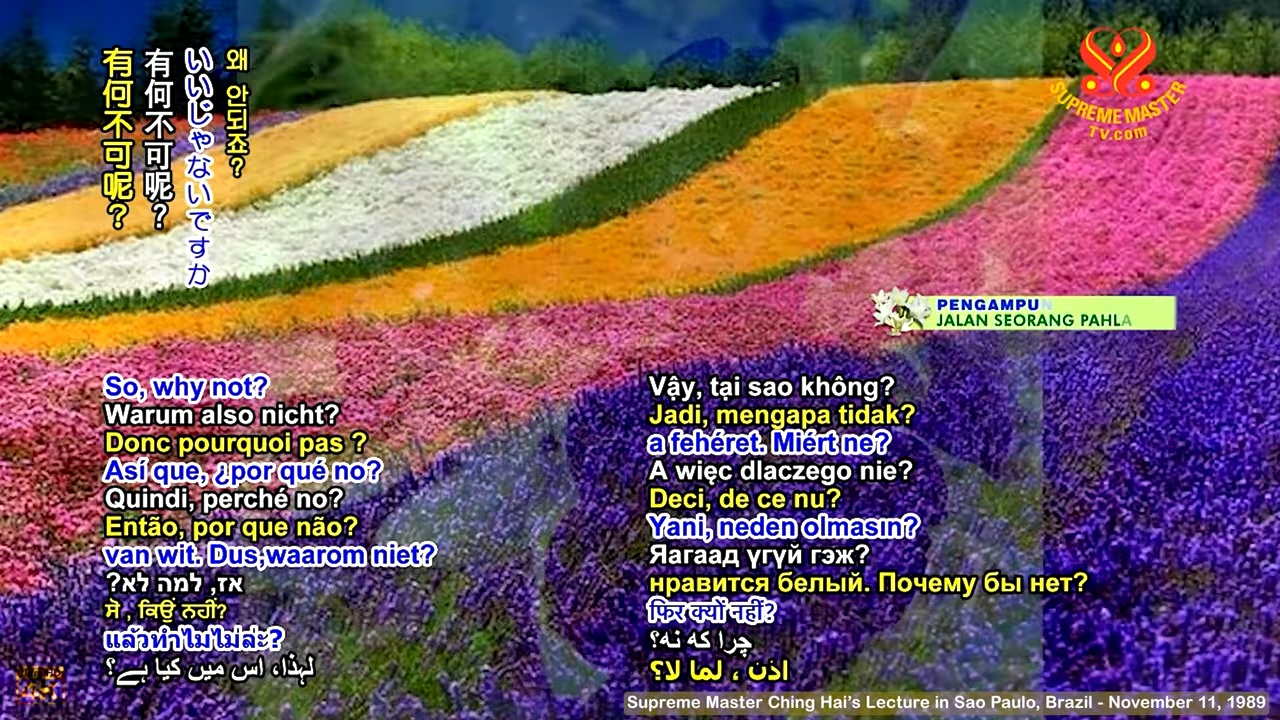 왜 안되죠?
いいじゃないですか
有何不可呢？
有何不可呢？
SUPREME MASTER
TV.com
PENGAMPUN
JALAN SEORANG PAHLA
So, why not?
Warum also nicht?
Donc pourquoi pas ?
Así que, ¿por qué no?
Quindi, perché no?
Então, por que não?
van wit. Dus,waarom niet?
אז, למה לא?
ਸੋ , ਕਿਉਂ ਨਹੀਂ?
แล้วทำไมไม่ล่ะ?
لہذا، اس میں کیا ہے؟
Vậy, tại sao không?
Jadi, mengapa tidak?
a fehéret. Miért ne?
A więc dlaczego nie?
Deci, de ce nu?
Yani, neden olmasın?
Яагаад үгүй гэж?
нравится белый. Почему бы нет?
फिर क्यों नहीं?
چرا که نه؟
اذن ، لما لا؟
Supreme Master Ching Hai's Lecture in Sao Paulo, Brazil - November 11, 1989